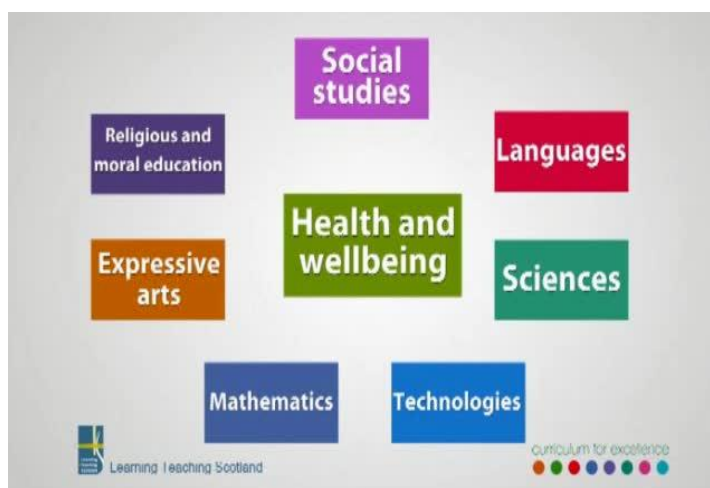 Social
studies
Religious and
moral education
Languages
Health and
wellbeing
Expressive
arts
Sciences
Mathematics
Technologies
Learning Teaching Scotland
curriculum for excellence